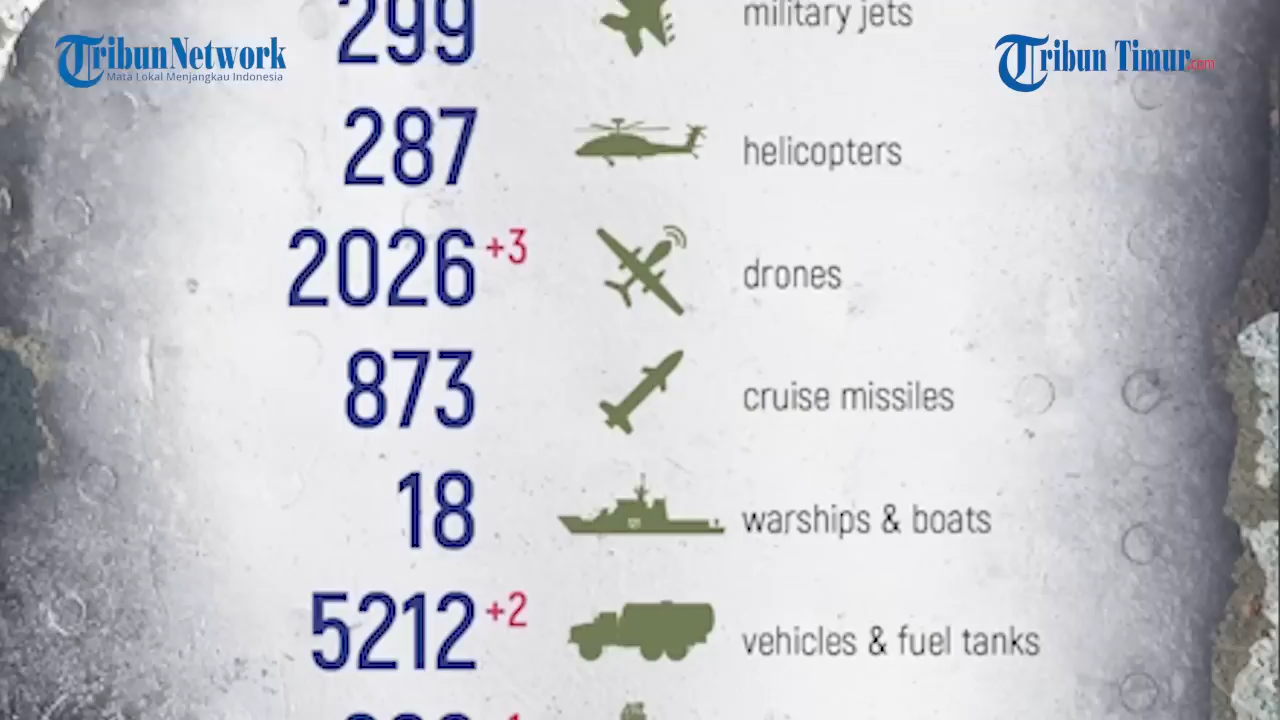 299 military jets
TribunNetwork
Mata Lokal Menjangkau Indonesia
Tribun Timur.com
287 helicopters
2026 +3 drones
873 cruise missiles
18 warships & boats
5212 +2 vehicles & fuel tanks